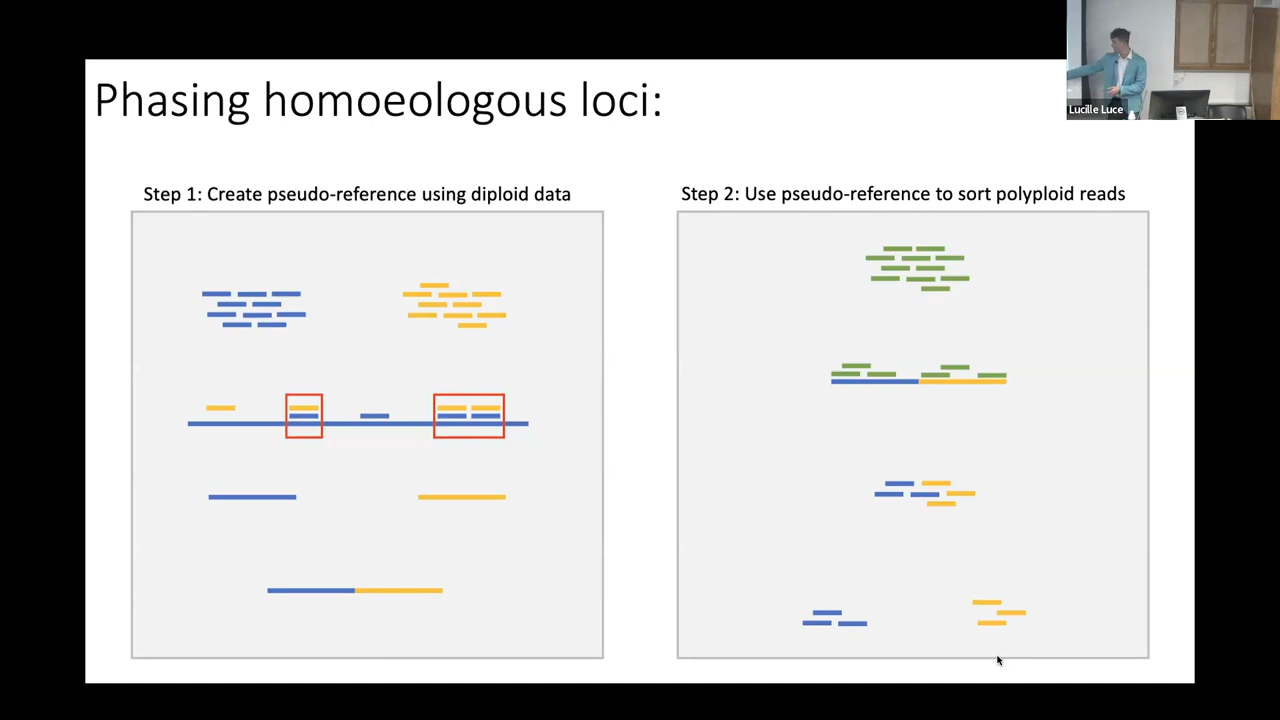 Phasing homoeologous loci:
Lucille Luce
Step 1: Create pseudo-reference using diploid data
Step 2: Use pseudo-reference to sort polyploid reads